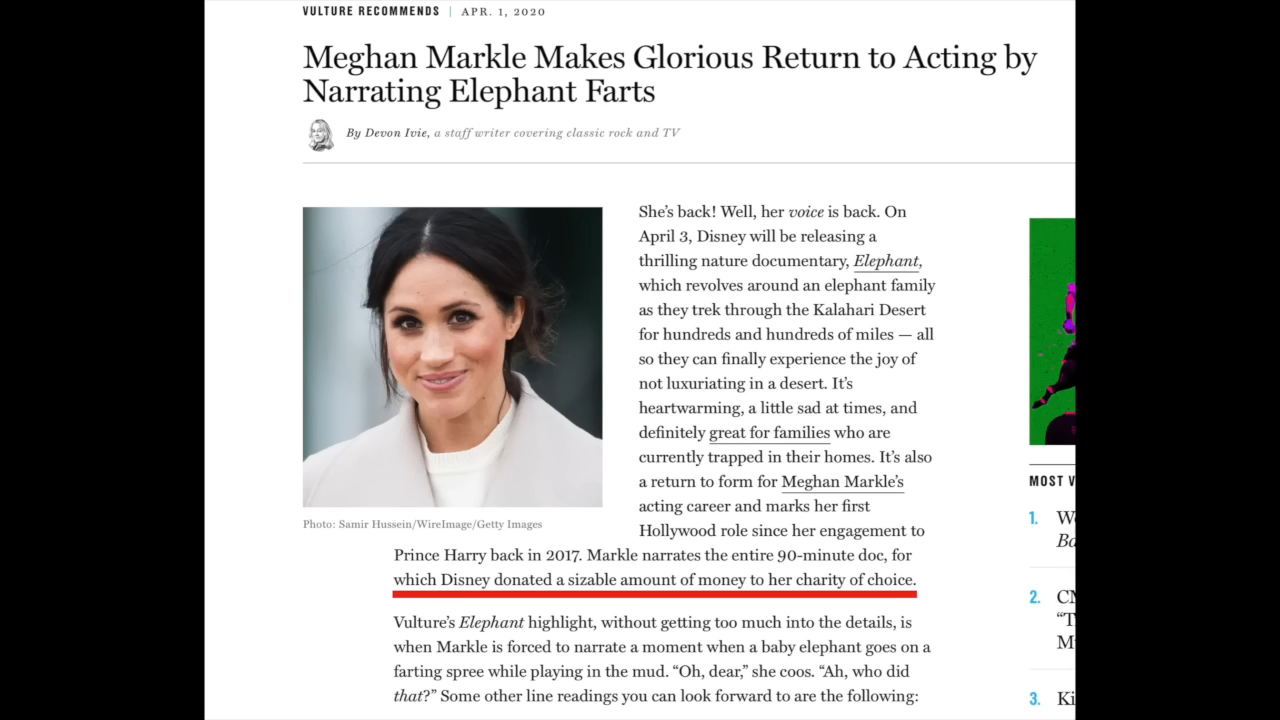 VULTURE RECOMMENDS | APR. 1, 2020
Meghan Markle Makes Glorious Return to Acting by
Narrating Elephant Farts
By Devon Ivie, a staff writer covering classic rock and TV
She's back! Well, her voice is back. On
April 3, Disney will be releasing a
thrilling nature documentary, Elephant,
which revolves around an elephant family
as they trek through the Kalahari Desert
for hundreds and hundreds of miles — all
so they can finally experience the joy of
not luxuriating in a desert. It's
heartwarming, a little sad at times, and
definitely great for families who are
currently trapped in their homes. It's also
a return to form for Meghan Markle's
acting career and marks her first
Hollywood role since her engagement to
Prince Harry back in 2017. Markle narrates the entire 90-minute doc, for
which Disney donated a sizable amount of money to her charity of choice.
Photo: Samir Hussein/WireImage/Getty Images
Vulture's Elephant highlight, without getting too much into the details, is
when Markle is forced to narrate a moment when a baby elephant goes on a
farting spree while playing in the mud. “Oh, dear,” she coos. “Ah, who did
that?” Some other line readings you can look forward to are the following:
MOST
1.
2.
3.